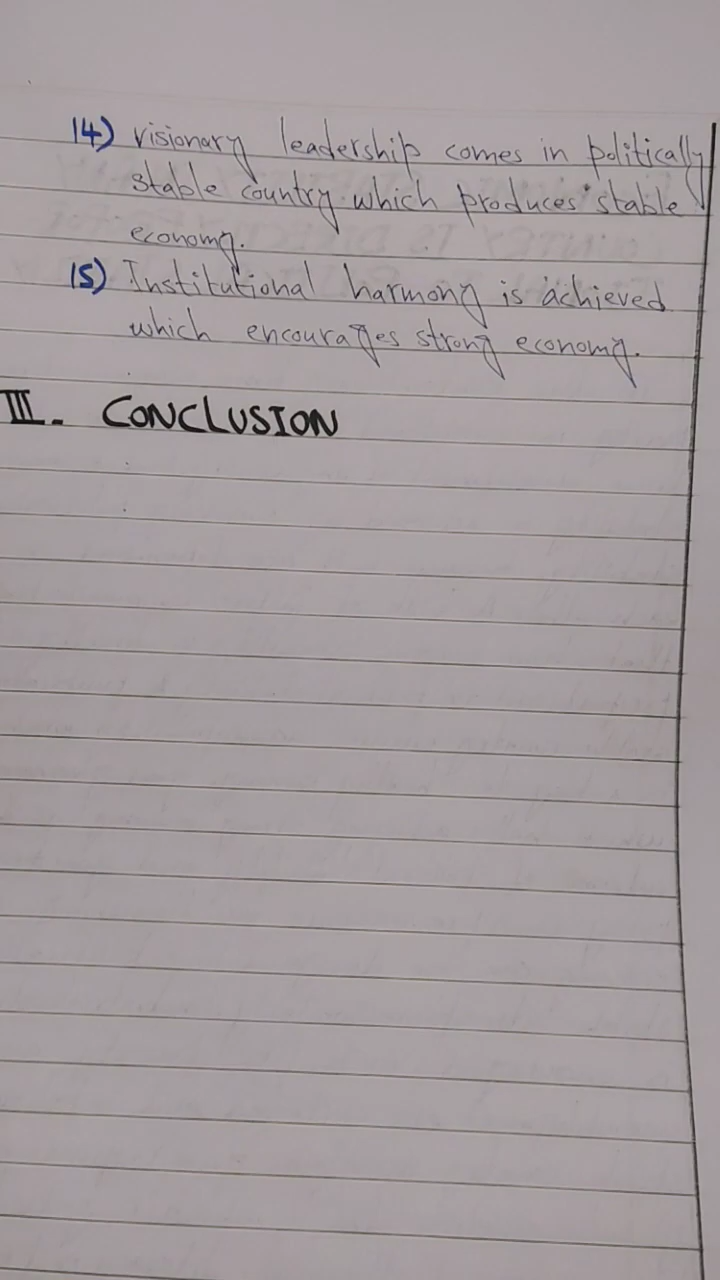 14) visionary leadership comes in politically
stable country which produces stable
economy.
15) Institutional harmony is achieved
which encourages strong economy.
III. CONCLUSION